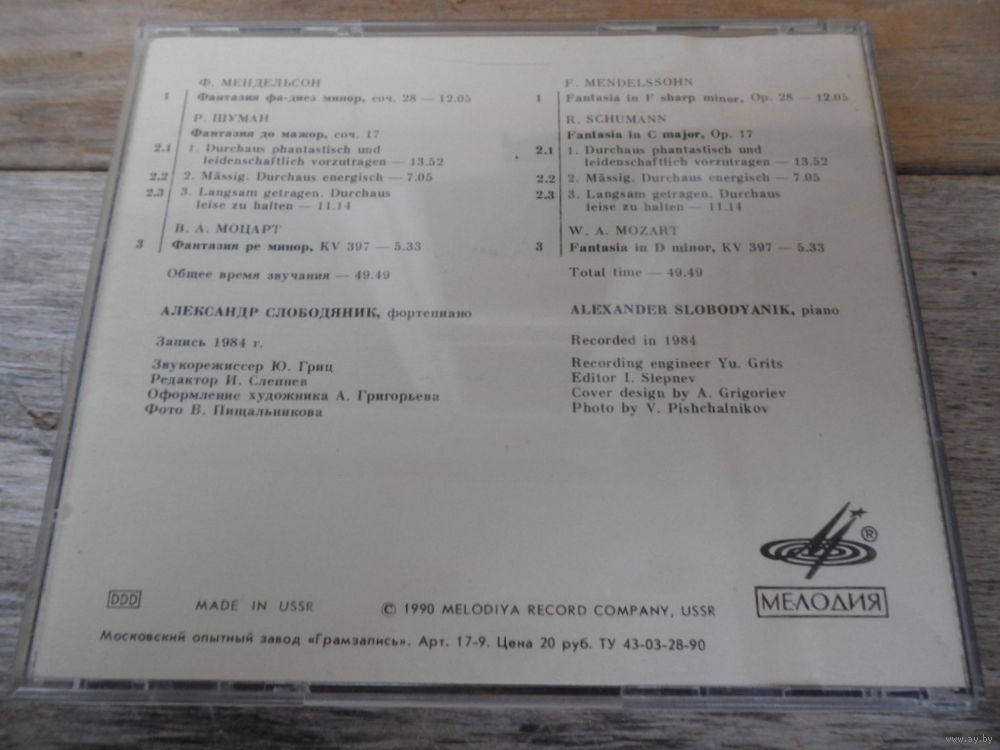 Ф. МЕНДЕЛЬСОН
1 Фантазия фа-диез минор, соч. 28 — 12.05
Р. ШУМАН
Фантазия до мажор, соч. 17
2.1 1. Durchaus phantastisch und
leidenschaftlich vorzutragen — 13.52
2.2 2. Mässig. Durchaus energisch — 7.05
2.3 3. Langsam getragen. Durchaus
leise zu halten — 11.14
В. А. МОЦАРТ
3 Фантазия ре минор, KV 397 — 5.33
Общее время звучания — 49.49
АЛЕКСАНДР СЛОБОДЯНИК, фортепиано
Запись 1984 г.
Звукорежиссер Ю. Гриц
Редактор И. Слепнев
Оформление художника А. Григорьева
Фото В. Пищальникова
F. MENDELSSOHN
1 Fantasia in F sharp minor, Op. 28 — 12.05
R. SCHUMANN
Fantasia in C major, Op. 17
2.1 1. Durchaus phantastisch und
leidenschaftlich vorzutragen — 13.52
2.2 2. Mässig. Durchaus energisch — 7.05
2.3 3. Langsam getragen. Durchaus
leise zu halten — 11.14
W. A. MOZART
3 Fantasia in D minor, KV 397 — 5.33
Total time — 49.49
ALEXANDER SLOBODYANIK, piano
Recorded in 1984
Recording engineer Yu. Grits
Editor I. Slepnev
Cover design by A. Grigoriev
Photo by V. Pishchalnikov
®
МЕЛОДИЯ
DDD MADE IN USSR © 1990 MELODIYA RECORD COMPANY, USSR
Московский опытный завод «Грамзапись». Арт. 17-9. Цена 20 руб. ТУ 43-03-28-90
www.ay.by